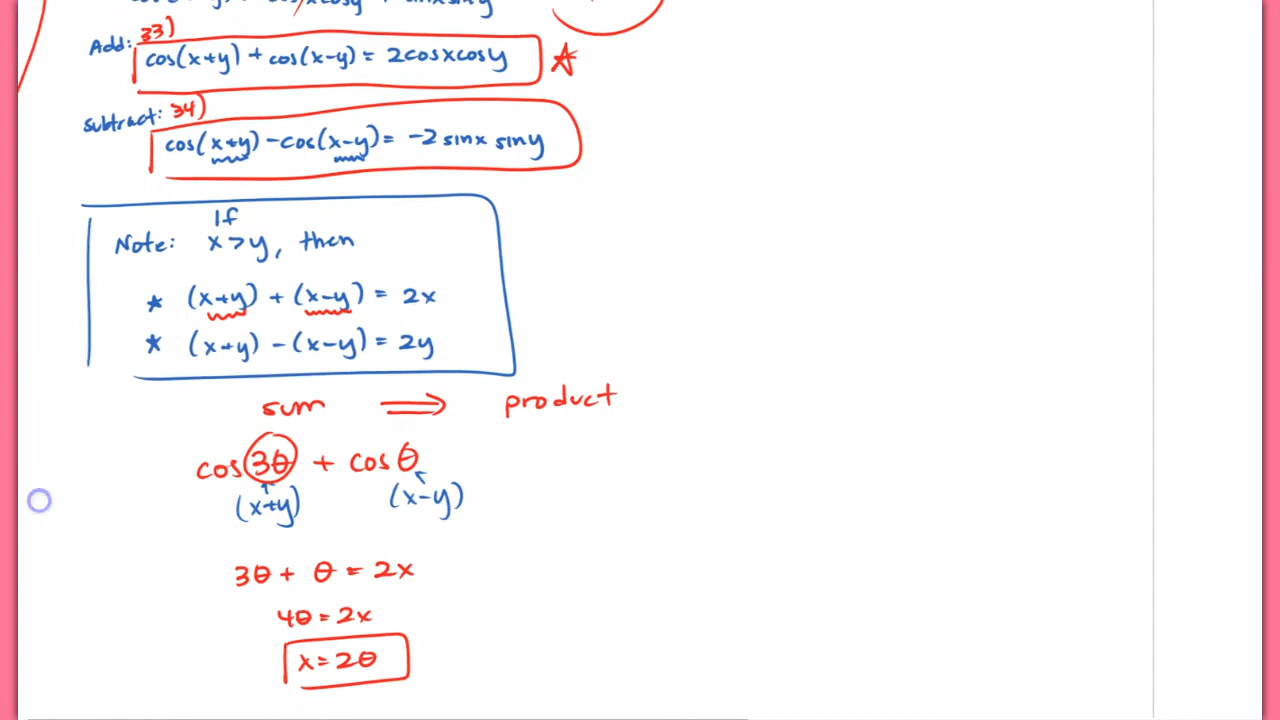 Add: 33)
cos(x+y) + cos(x-y) = 2cosxcosy ☆
subtract: 34)
cos(x+y) - cos(x-y) = -2 sinx siny
If
Note: x > y, then
* (x+y) + (x-y) = 2x
* (x+y) - (x-y) = 2y
sum ⟹ product
cos 3θ + cos θ
(x+y) (x-y)
3θ + θ = 2x
4θ = 2x
x = 2θ